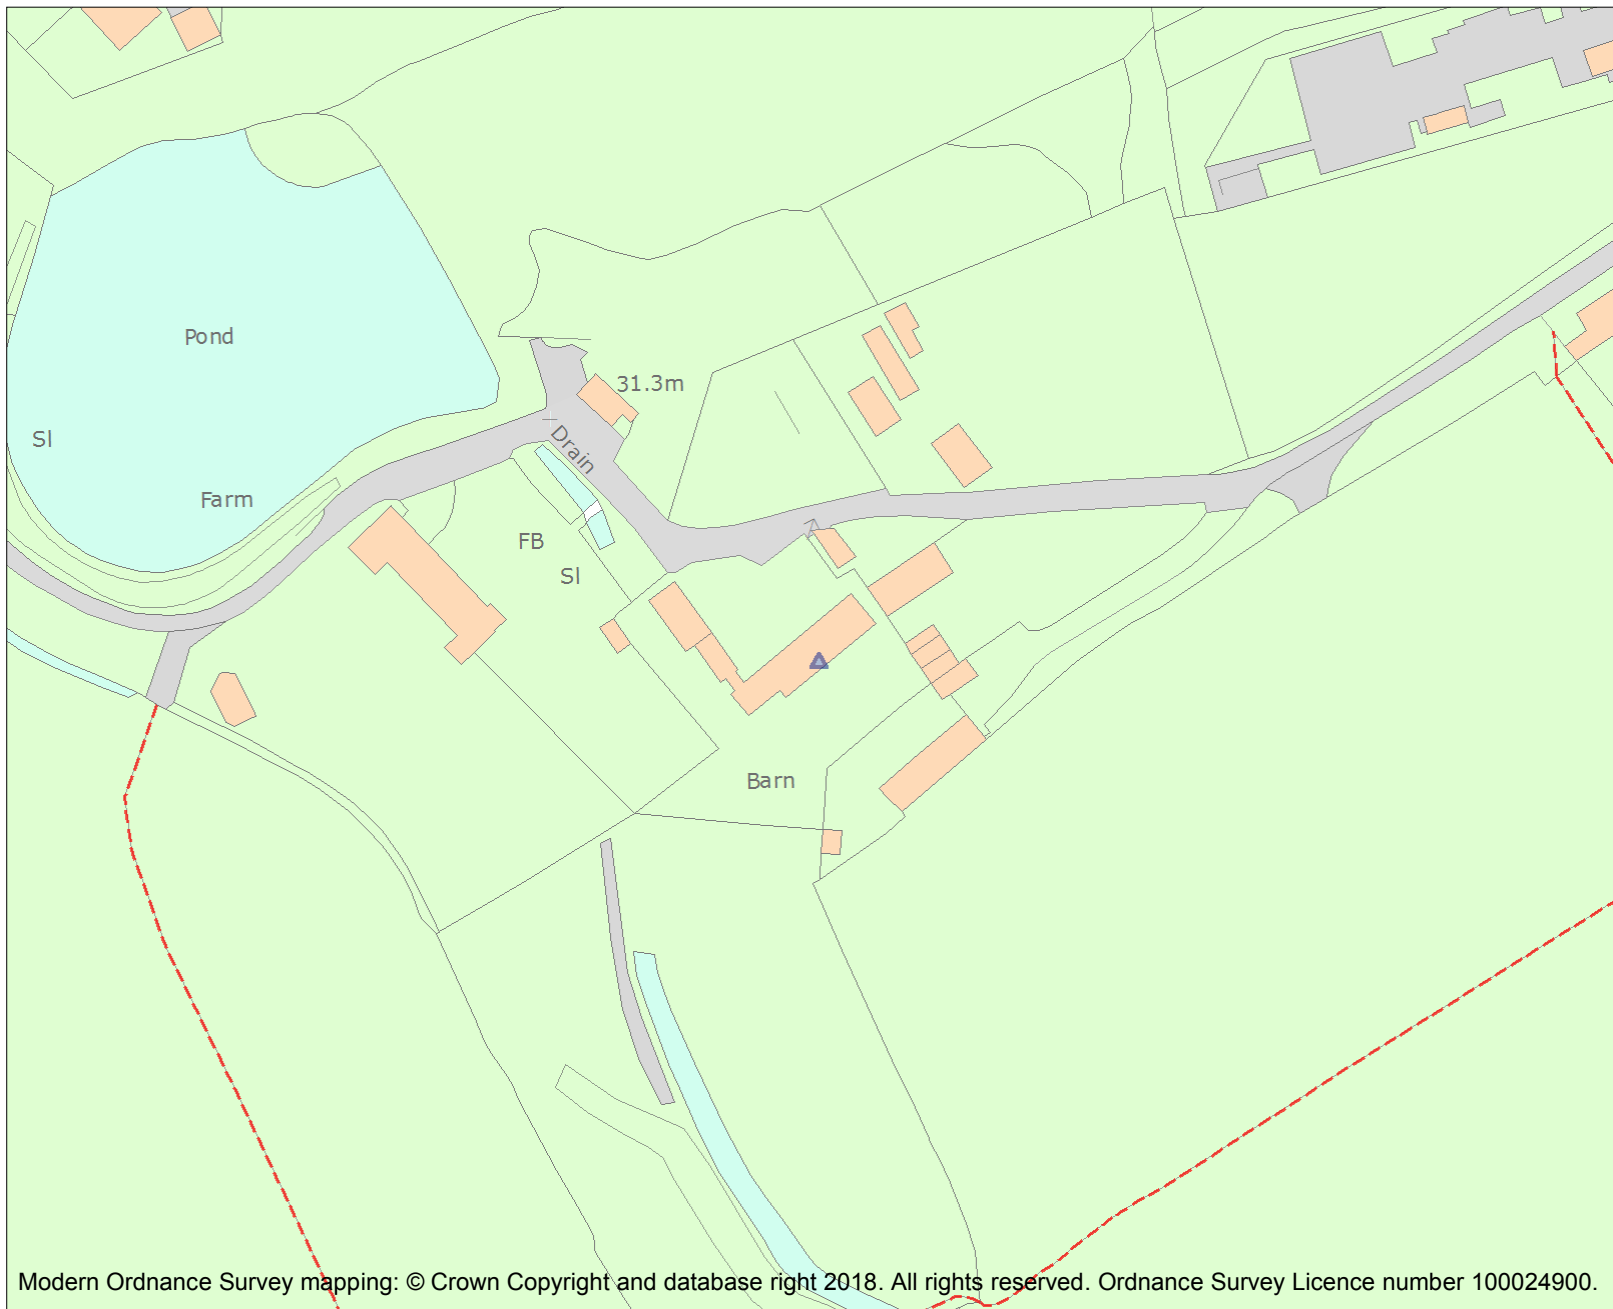 Pond
31.3m
Sl
Drain
Farm
FB
Sl
Barn
Modern Ordnance Survey mapping: © Crown Copyright and database right 2018. All rights reserved. Ordnance Survey Licence number 100024900.